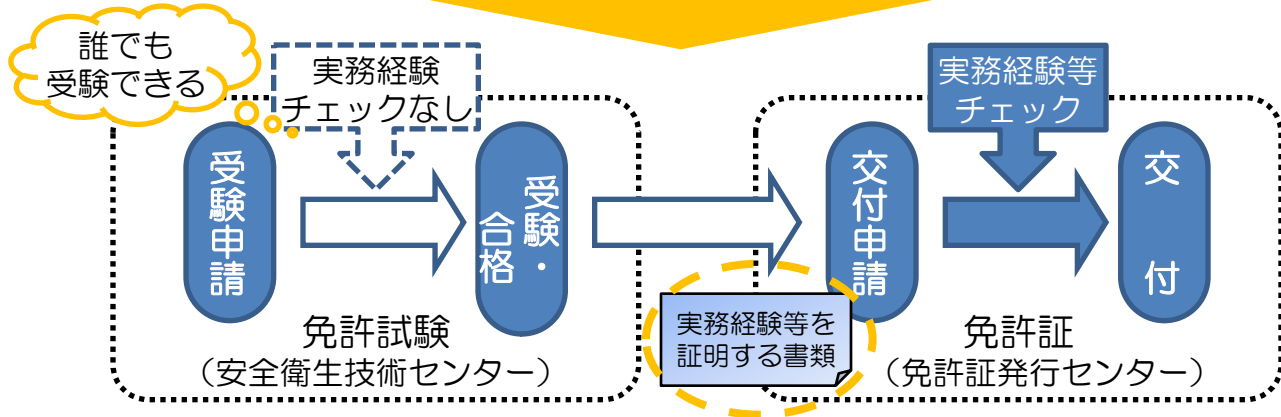 誰でも
受験できる
実務経験
チェックなし
受験申請
受験・
合格
免許試験
（安全衛生技術センター）
実務経験等を
証明する書類
実務経験等
チェック
交付申請
交付
免許証
（免許証発行センター）